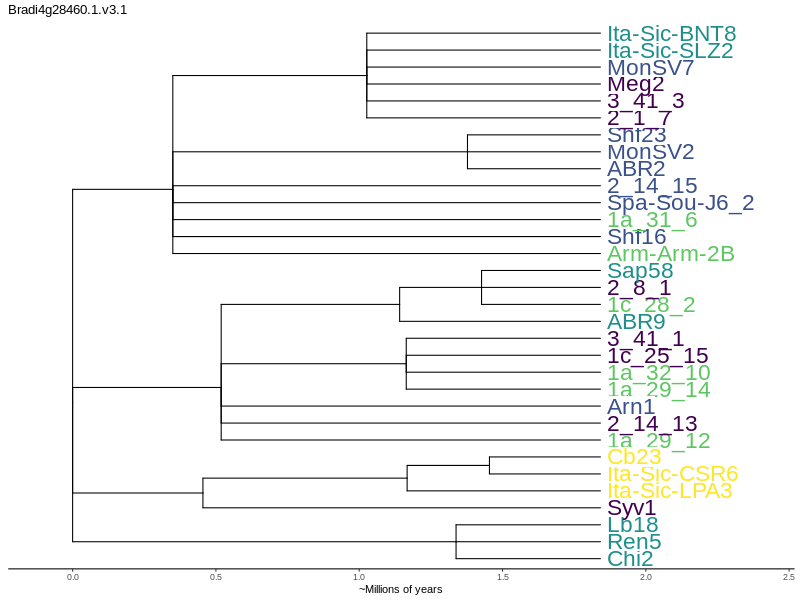 Bradi4g28460.1.v3.1
Ita-Sic-BNT8
Ita-Sic-SLZ2
MonSV7
Meg2
3_41_3
2_1_7
Shf23
MonSV2
ABR2
2_14_15
Spa-Sou-J6_2
1a_31_6
Shf16
Arm-Arm-2B
Sap58
2_8_1
1c_28_2
ABR9
3_41_1
1c_25_15
1a_32_10
1a_29_14
Arn1
2_14_13
1a_29_12
Cb23
Ita-Sic-CSR6
Ita-Sic-LPA3
Syv1
Lb18
Ren5
Chi2
0.0 0.5 1.0 1.5 2.0 2.5
~Millions of years